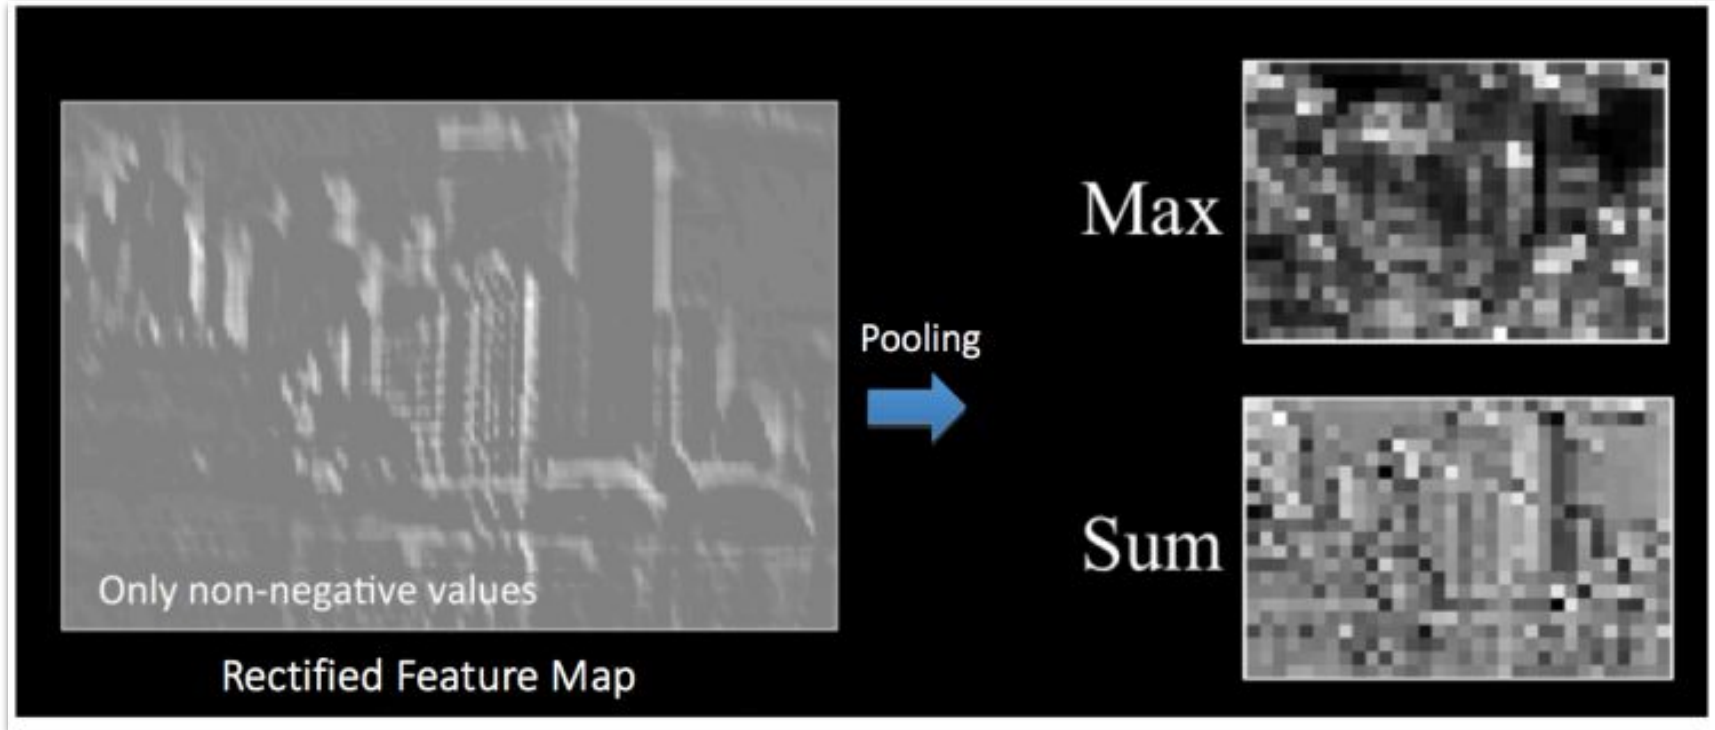 Only non-negative values
Rectified Feature Map
Pooling
Max
Sum